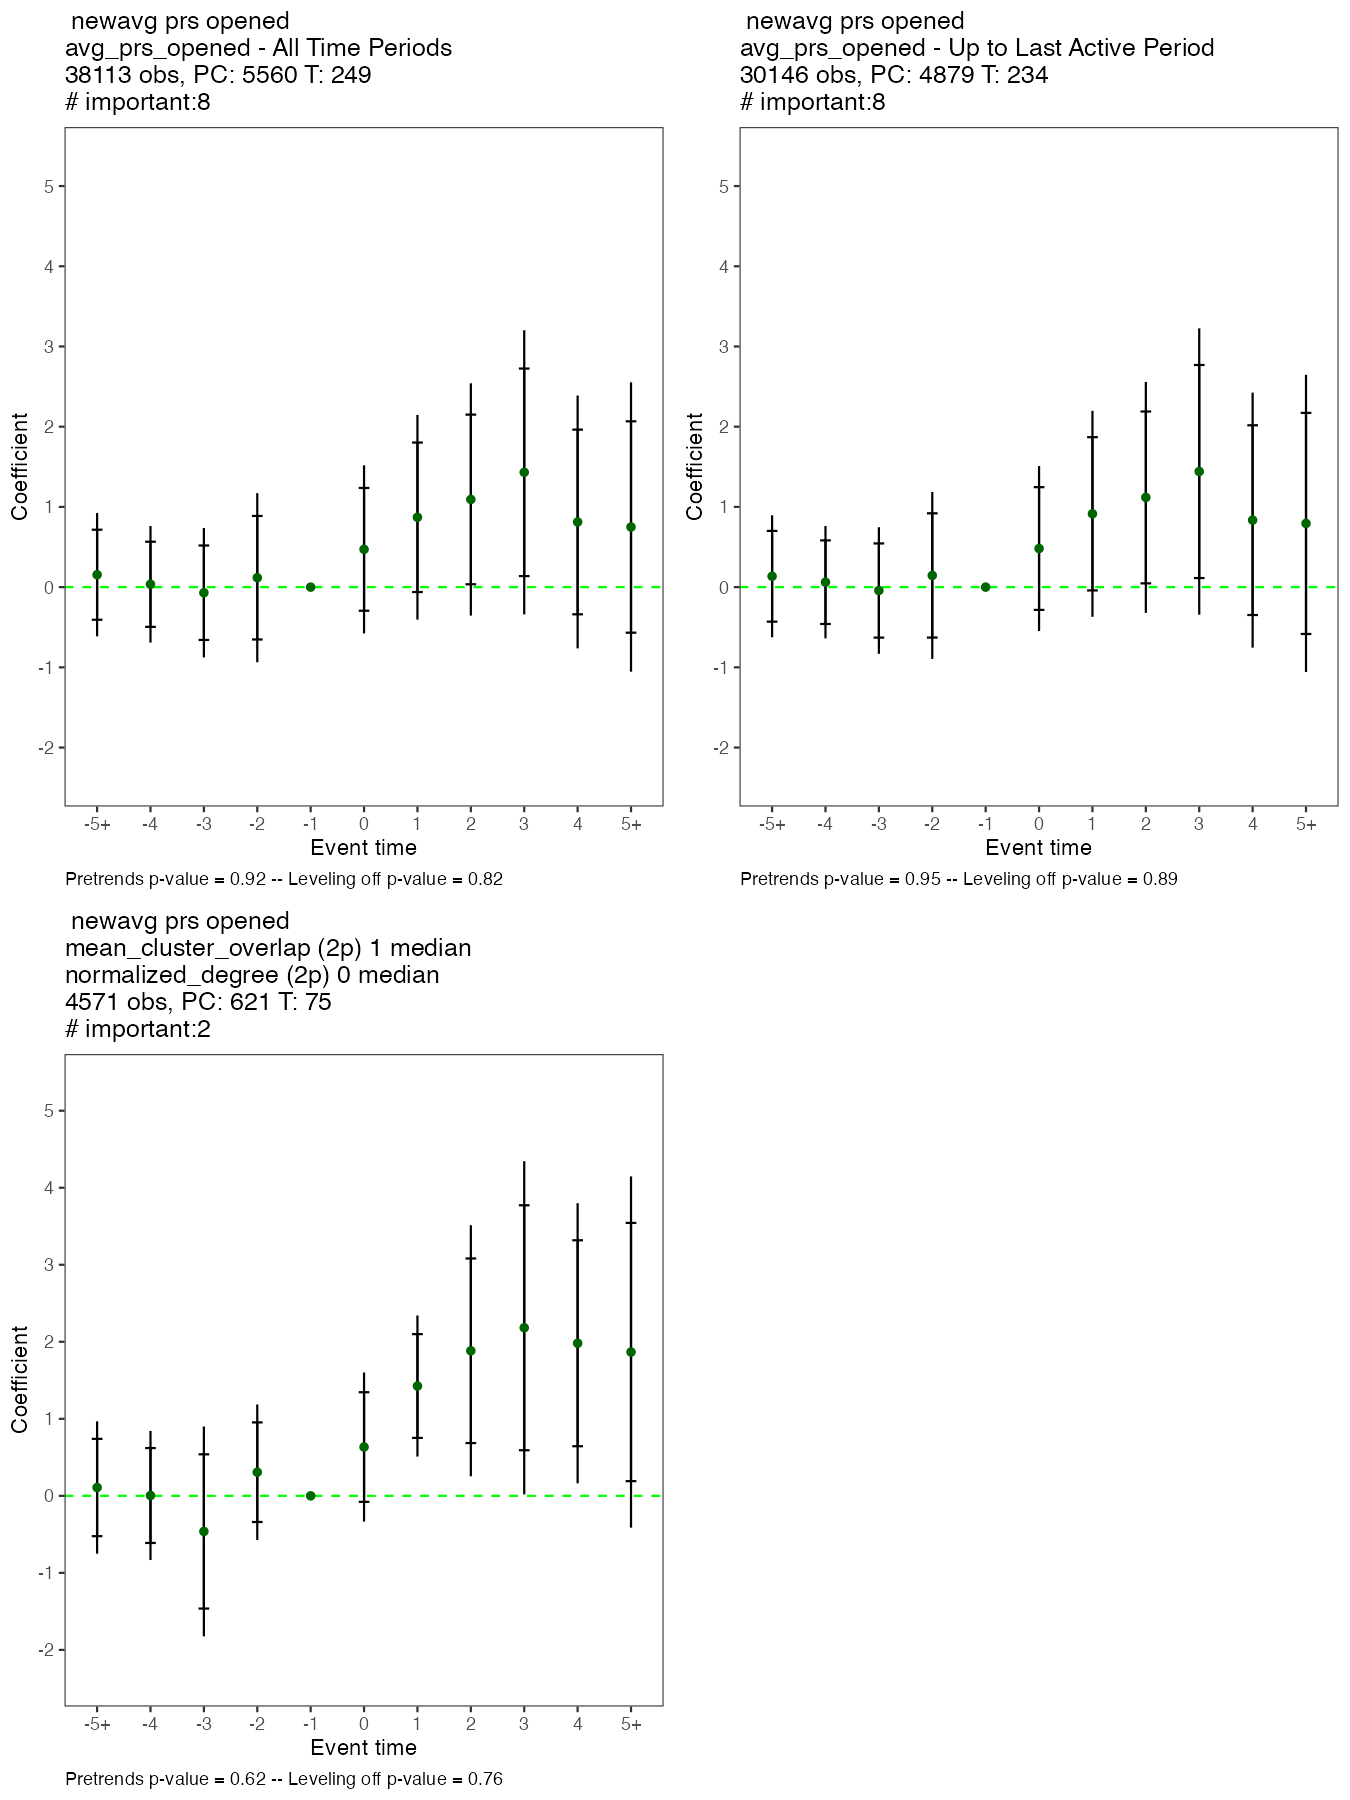 newavg prs opened
avg_prs_opened - All Time Periods
38113 obs, PC: 5560 T: 249
# important:8
5
4
3
2
1
0
-1
-2
Coefficient
-5+ -4 -3 -2 -1 0 1 2 3 4 5+
Event time
Pretrends p-value = 0.92 -- Leveling off p-value = 0.82
newavg prs opened
avg_prs_opened - Up to Last Active Period
30146 obs, PC: 4879 T: 234
# important:8
5
4
3
2
1
0
-1
-2
Coefficient
-5+ -4 -3 -2 -1 0 1 2 3 4 5+
Event time
Pretrends p-value = 0.95 -- Leveling off p-value = 0.89
newavg prs opened
mean_cluster_overlap (2p) 1 median
normalized_degree (2p) 0 median
4571 obs, PC: 621 T: 75
# important:2
5
4
3
2
1
0
-1
-2
Coefficient
-5+ -4 -3 -2 -1 0 1 2 3 4 5+
Event time
Pretrends p-value = 0.62 -- Leveling off p-value = 0.76